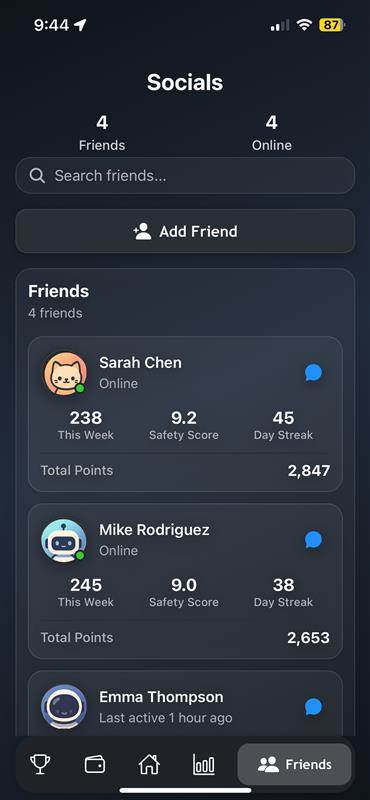 9:44
87
Socials
4
4
Friends
Online
Search friends...
Add Friend
Friends
4 friends
Sarah Chen
Online
238
9.2
45
This Week
Safety Score
Day Streak
Total Points
2,847
Mike Rodriguez
Online
245
9.0
38
This Week
Safety Score
Day Streak
Total Points
2,653
Emma Thompson
Last active 1 hour ago
Friends